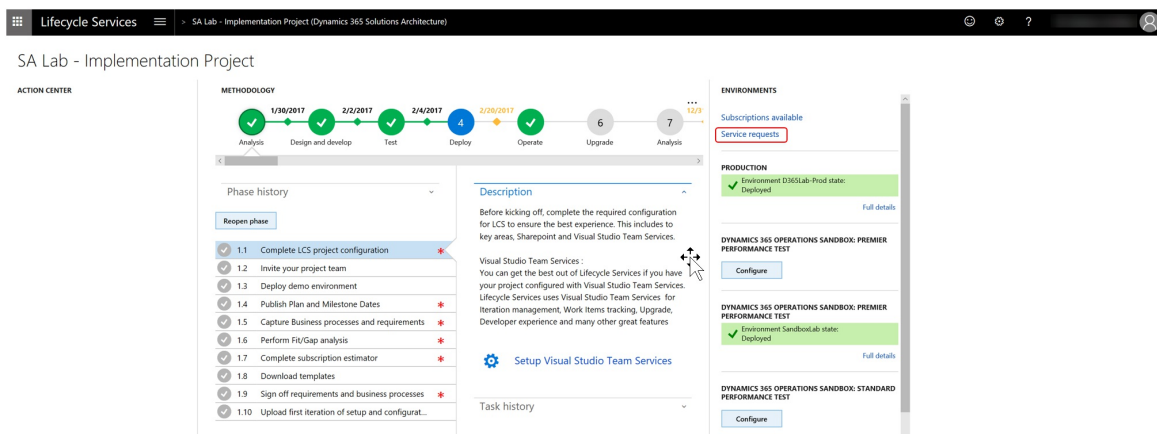 Lifecycle Services
> SA Lab - Implementation Project (Dynamics 365 Solutions Architecture)
?
SA Lab - Implementation Project
ACTION CENTER
METHODOLOGY
...
1/30/2017
2/2/2017
2/4/2017
2/20/2017
12/3
4
6
7
Analysis
Design and develop
Test
Deploy
Operate
Upgrade
Analysis
Phase history
Reopen phase
1.1 Complete LCS project configuration *
1.2 Invite your project team
1.3 Deploy demo environment
1.4 Publish Plan and Milestone Dates *
1.5 Capture Business processes and requirements *
1.6 Perform Fit/Gap analysis *
1.7 Complete subscription estimator *
1.8 Download templates
1.9 Sign off requirements and business processes *
1.10 Upload first iteration of setup and configurat...
Description
Before kicking off, complete the required configuration
for LCS to ensure the best experience. This includes to
key areas, Sharepoint and Visual Studio Team Services.
Visual Studio Team Services :
You can get the best out of Lifecycle Services if you have
your project configured with Visual Studio Team Services.
Lifecycle Services uses Visual Studio Team Services for
Iteration management, Work Items tracking, Upgrade,
Developer experience and many other great features
Setup Visual Studio Team Services
Task history
ENVIRONMENTS
Subscriptions available
Service requests
PRODUCTION
Environment D365Lab-Prod state:
Deployed
Full details
DYNAMICS 365 OPERATIONS SANDBOX: PREMIER
PERFORMANCE TEST
Configure
DYNAMICS 365 OPERATIONS SANDBOX: PREMIER
PERFORMANCE TEST
Environment SandboxLab state:
Deployed
Full details
DYNAMICS 365 OPERATIONS SANDBOX: STANDARD
PERFORMANCE TEST
Configure